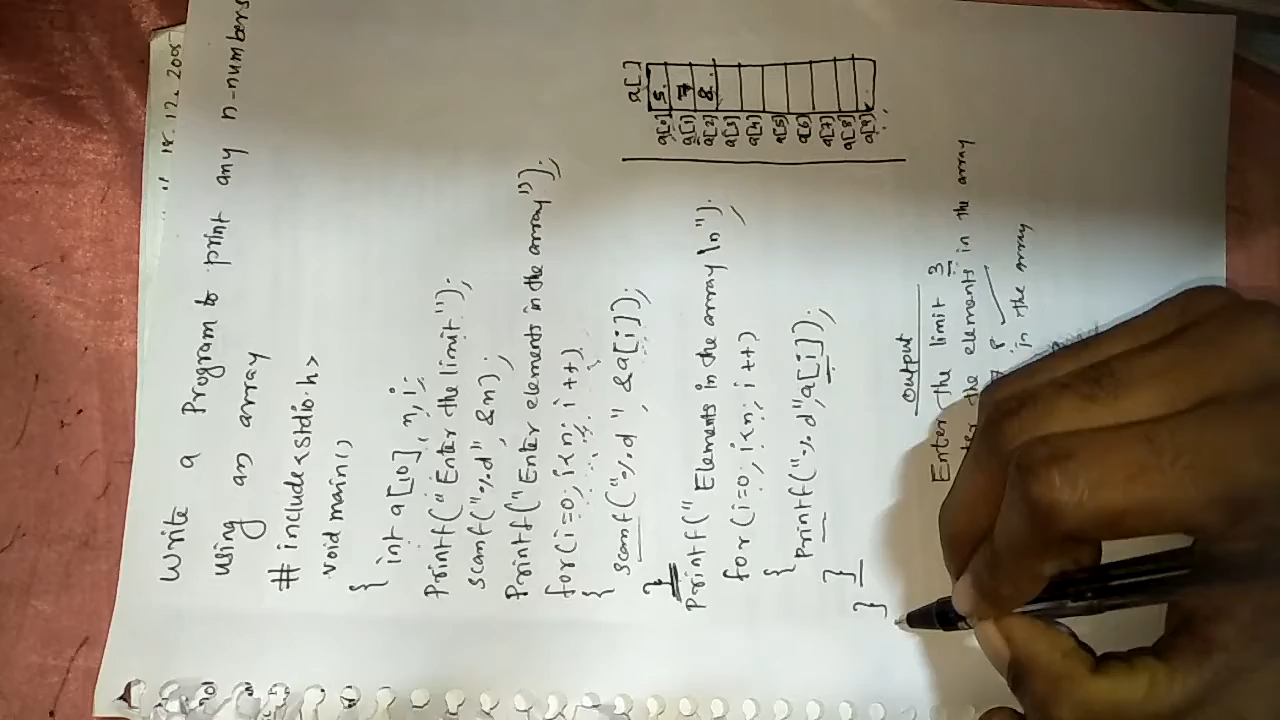 18.12.2005
Write a Program to print any n-numbers
using an array
# include<stdio.h>
void main()
{ int a[10], n, i;
Printf("Enter the limit");
scanf("%d", &n);
Printf("Enter elements in the array");
for(i=0; i<n; i++)
{
scanf("%d", &a[i]);
}
Printf("Elements in the array \n");
for(i=0; i<n; i++)
{
Printf("%d",a[i]);
}
}
a[]
5 7 8
a[0] a[1] a[2] a[3] a[4] a[5] a[6] a[7] a[8] a[9]
output
Enter the limit 3
the elements in the array
8
in the array